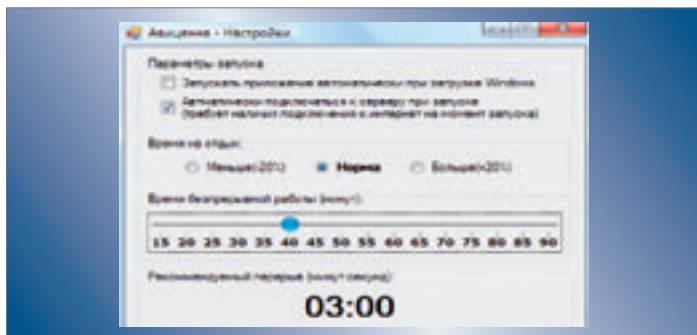 Авиценна - Настройки
Параметры запуска
Запускать приложение автоматически при загрузке Windows
Автоматически подключаться к серверу при запуске
(требует наличия подключения к интернет на момент запуска)
Время на отдых:
Меньше(-20%) Норма Больше(+20%)
Время безпрерывной работы (минут):
15 20 25 30 35 40 45 50 55 60 65 70 75 80 85 90
Рекомендуемый перерыв (минут:секунд):
03:00